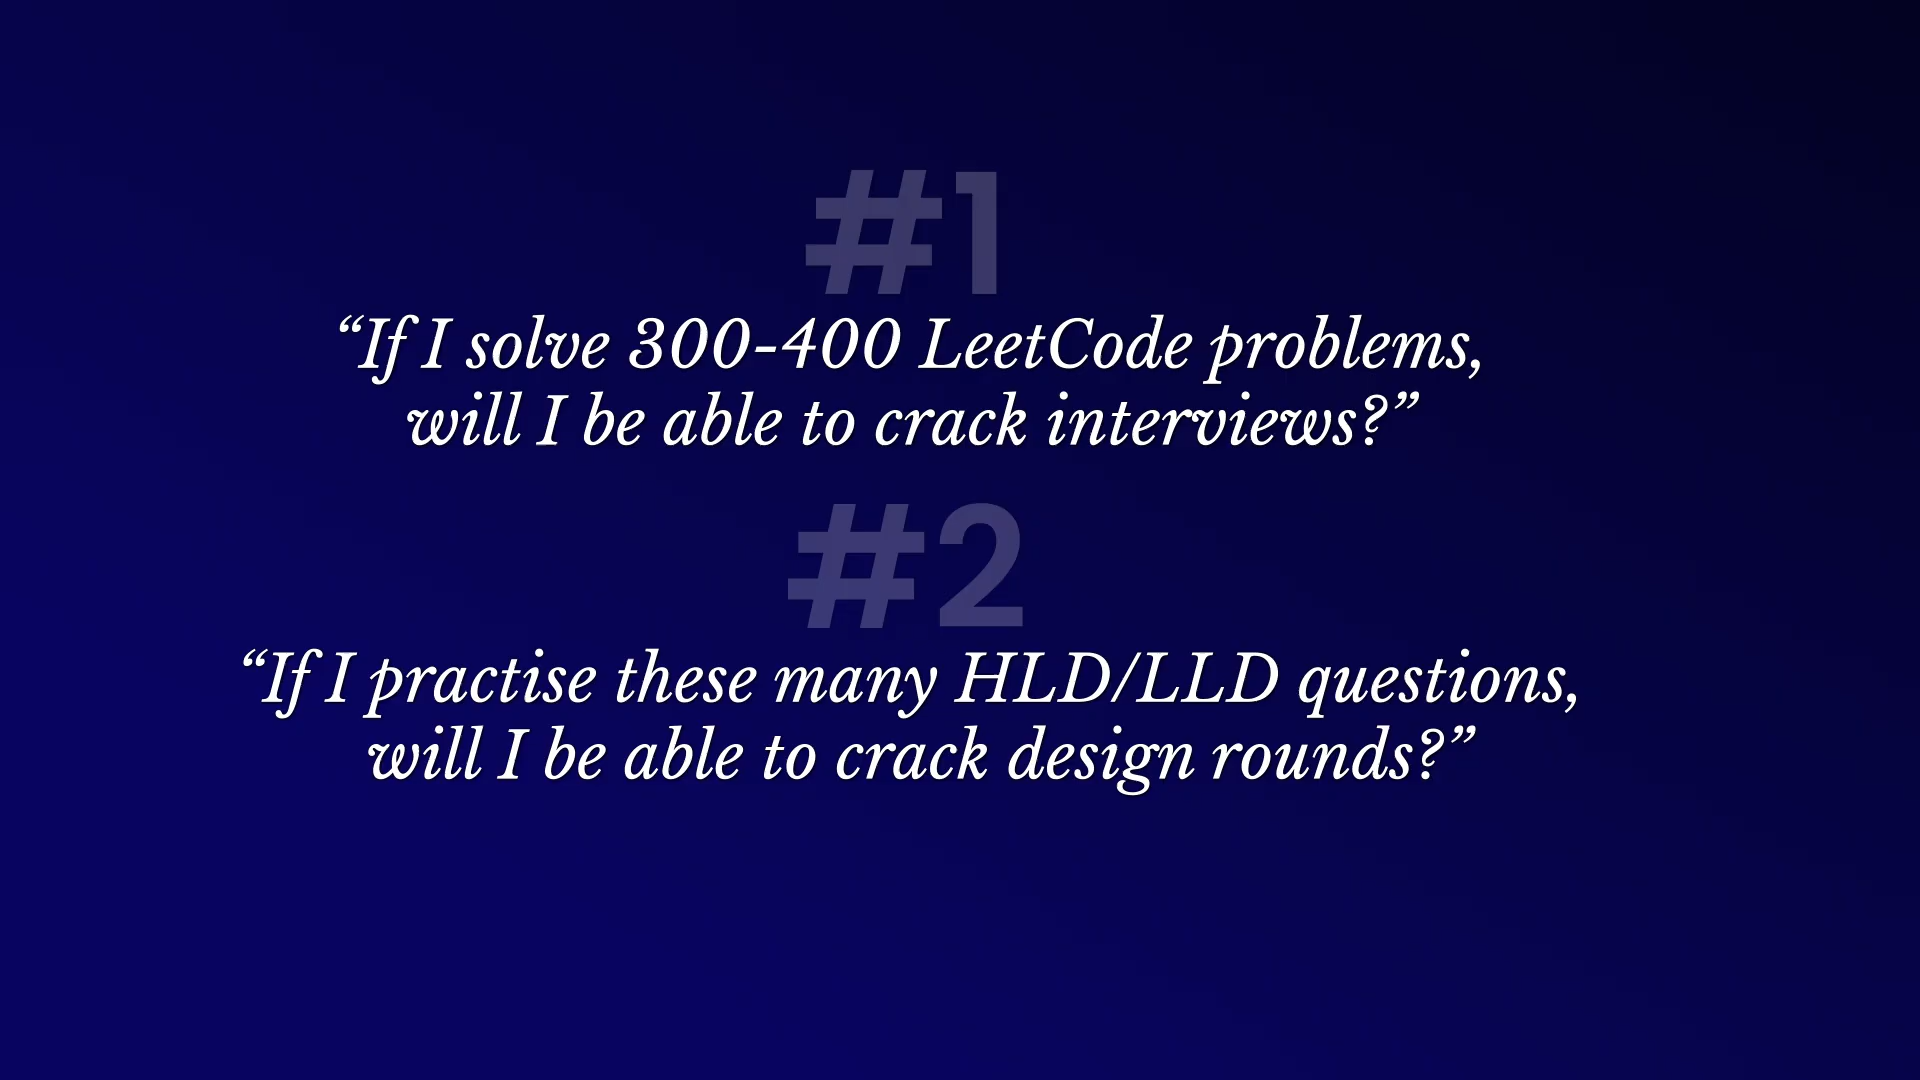 #1
“If I solve 300-400 LeetCode problems,
will I be able to crack interviews?”
#2
“If I practise these many HLD/LLD questions,
will I be able to crack design rounds?”